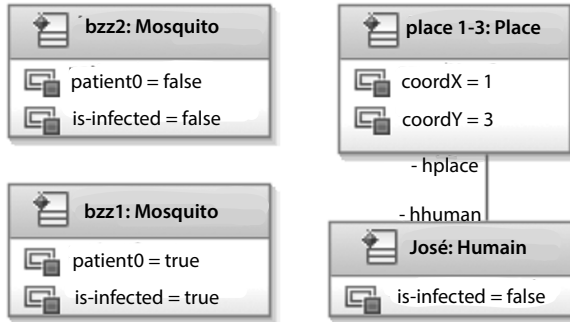 bzz2: Mosquito
patient0 = false
is-infected = false
place 1-3: Place
coordX = 1
coordY = 3
- hplace
- hhuman
bzz1: Mosquito
patient0 = true
is-infected = true
José: Humain
is-infected = false